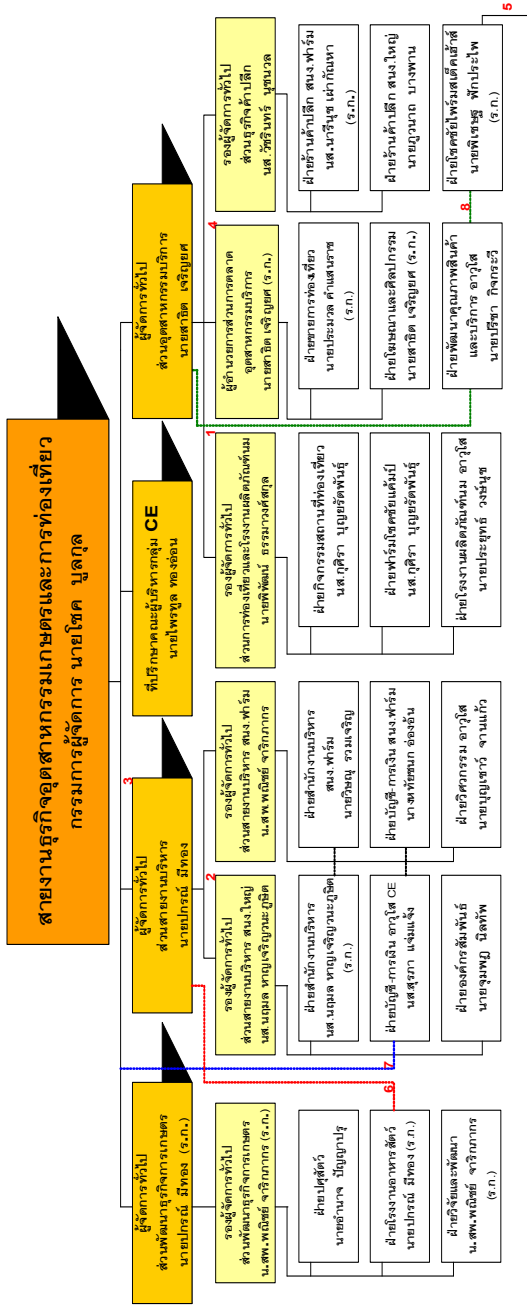 สายงานธุรกิจอุตสาหกรรมเกษตรและการท่องเที่ยว
กรรมการผู้จัดการ นายโชค บูลกุล
ผู้จัดการทั่วไป
ส่วนพัฒนาธุรกิจการเกษตร
นายปกรณ์ มีทอง (ร.ก.)
3
ผู้จัดการทั่วไป
ส่วนสายงานบริหาร
นายปกรณ์ มีทอง
ที่ปรึกษาคณะผู้บริหารกลุ่ม CE
นายไพรทูล ทองอ่อน
ผู้จัดการทั่วไป
ส่วนอุตสาหกรรมบริการ
นายสาธิต เจริญยศ
รองผู้จัดการทั่วไป
ส่วนพัฒนาธุรกิจการเกษตร
น.สพ.พณิชย์ จาริกภากร (ร.ก.)
2
รองผู้จัดการทั่วไป
ส่วนสายงานบริหาร สนง.ใหญ่
นส.นฤมล หาญเจริญวนะภูษิต
รองผู้จัดการทั่วไป
ส่วนสายงานบริหาร สนง.ฟาร์ม
น.สพ.พณิชย์ จาริกภากร
1
รองผู้จัดการทั่วไป
ส่วนการท่องเที่ยวและโรงงานผลิตภัณฑ์นม
นายพิพัฒน์ ธรรมาวงศ์สกุล
4
ผู้อำนวยการส่วนการตลาด
อุตสาหกรรมบริการ
นายสาธิต เจริญยศ (ร.ก.)
รองผู้จัดการทั่วไป
ส่วนธุรกิจค้าปลีก
นส.วัชรินทร์ นุชนวล
ฝ่ายปศุสัตว์
นายอำนาจ ปัญญาปรุ
ฝ่ายสำนักงานบริหาร
นส.นฤมล หาญเจริญวนะภูษิต
(ร.ก.)
ฝ่ายสำนักงานบริหาร
สนง.ฟาร์ม
นายวิษณุ รวมเจริญ
ฝ่ายกิจกรรมสถานที่ท่องเที่ยว
นส.กุศิรา บุญยรัตพันธุ์
ฝ่ายขายการท่องเที่ยว
นายประมวล คำแสนราช
(ร.ก.)
ฝ่ายร้านค้าปลีก สนง.ฟาร์ม
นส.นารีนุช เผ่ากัณหา
(ร.ก.)
ฝ่ายโรงงานอาหารสัตว์
นายปกรณ์ มีทอง (ร.ก.)
6
7
ฝ่ายบัญชี-การเงิน อาวุโส CE
นส.สุรภา แจ่มแจ้ง
ฝ่ายบัญชี-การเงิน สนง.ฟาร์ม
นางหทัยชนก อ่องอ้น
ฝ่ายฟาร์มโชคชัยแค้มป์
นส.กุศิรา บุญยรัตพันธุ์
ฝ่ายโฆษณาและศิลปกรรม
นายสาธิต เจริญยศ (ร.ก.)
ฝ่ายร้านค้าปลีก สนง.ใหญ่
นายภูวนาถ บางพาน
ฝ่ายวิจัยและพัฒนา
น.สพ.พณิชย์ จาริกภากร
(ร.ก.)
ฝ่ายองค์กรสัมพันธ์
นายจุมพฏ นิลทัพ
ฝ่ายวิศวกรรม อาวุโส
นายบุญเชาว์ จานแก้ว
ฝ่ายโรงงานผลิตภัณฑ์นม อาวุโส
นายประยุทธ์ วงษ์นุช
ฝ่ายพัฒนาคุณภาพสินค้า
และบริการ อาวุโส
นายปรีชา กิจกระวี
8
ฝ่ายโชคชัยไพร์มสเต็คเฮ้าส์
นายพิเชษฐ์ พักประไพ
(ร.ก.)
5